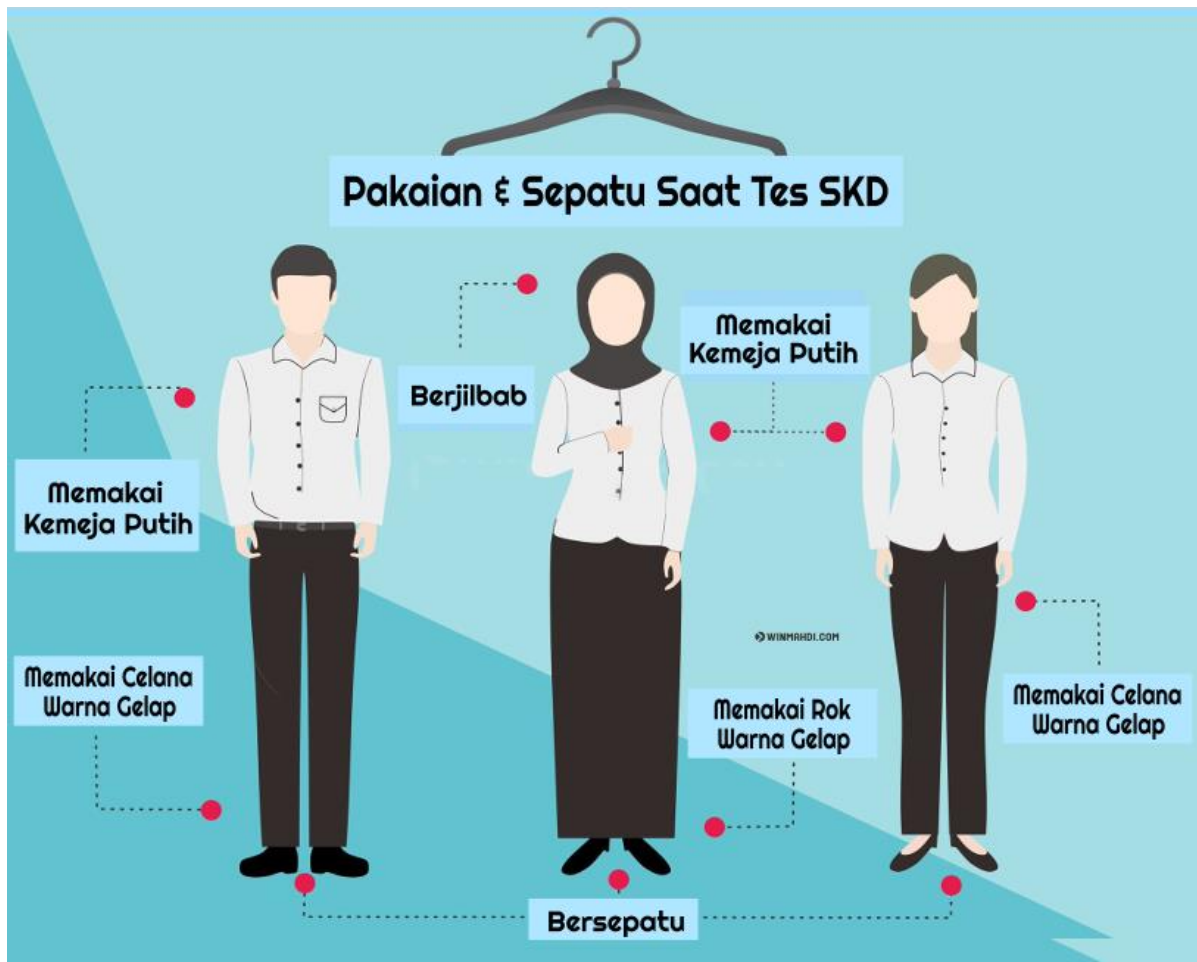 Pakaian & Sepatu Saat Tes SKD
Berjilbab
Memakai
Kemeja Putih
Memakai
Kemeja Putih
WINMAHDI.COM
Memakai Celana
Warna Gelap
Memakai Rok
Warna Gelap
Memakai Celana
Warna Gelap
Bersepatu